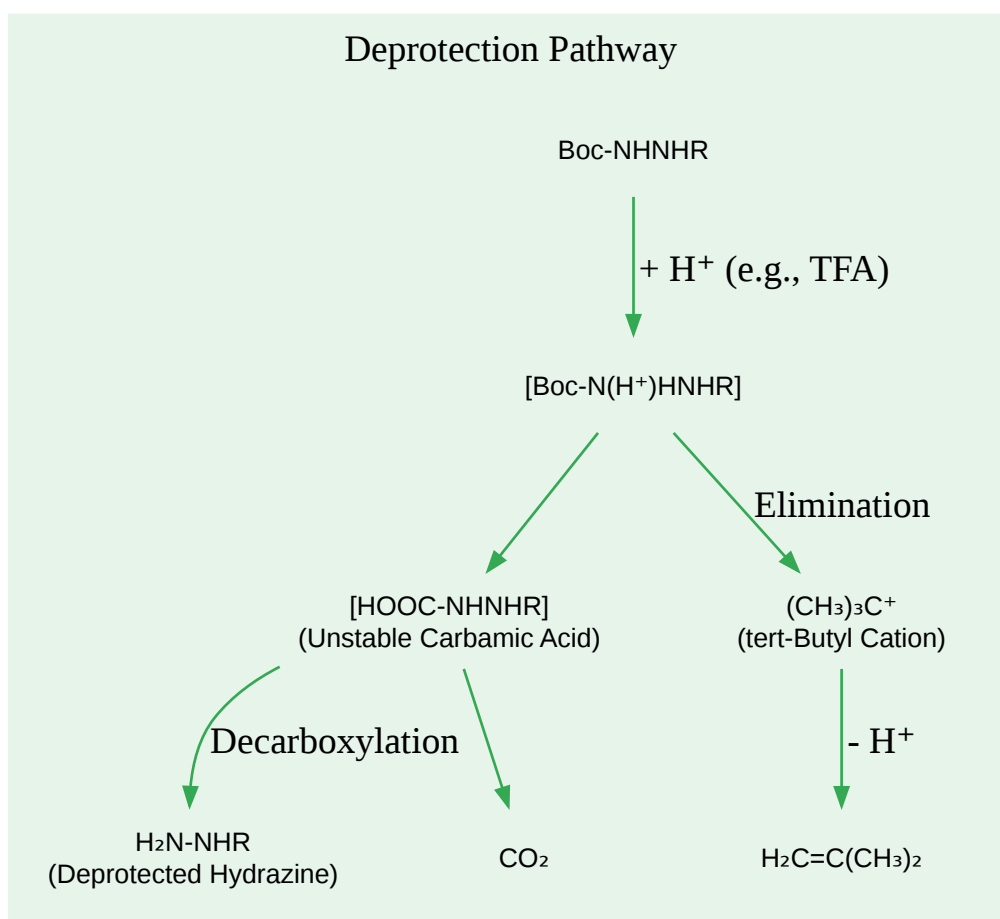 Deprotection Pathway
Boc-NHNHR
+ H⁺ (e.g., TFA)
[Boc-N(H⁺)HNHR]
Elimination
[HOOC-NHNHR]
(Unstable Carbamic Acid)
(CH₃)₃C⁺
(tert-Butyl Cation)
Decarboxylation
- H⁺
H₂N-NHR
(Deprotected Hydrazine)
CO₂
H₂C=C(CH₃)₂